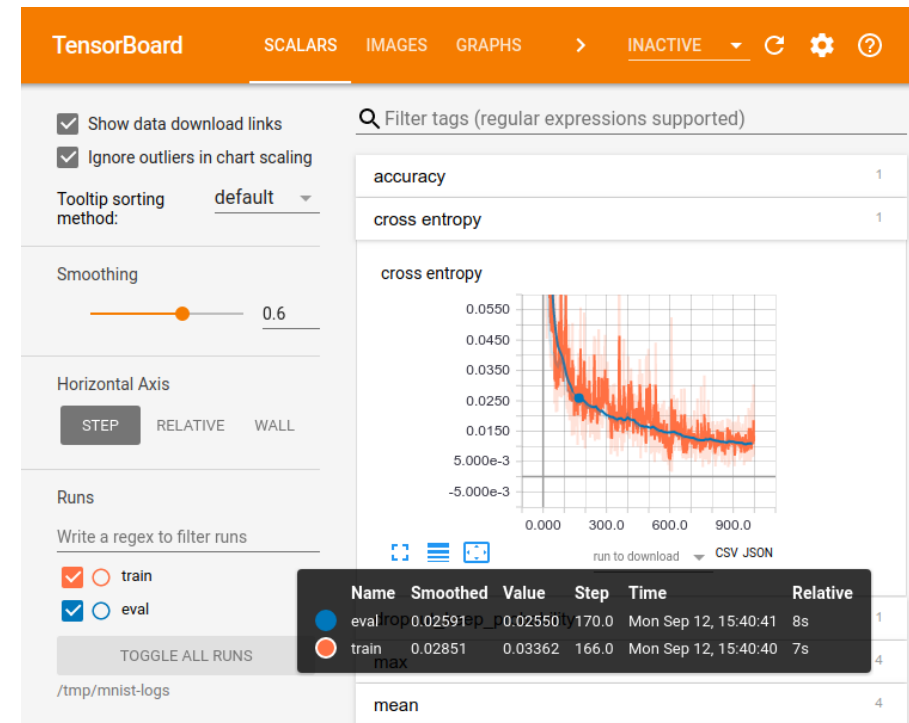 TensorBoard SCALARS IMAGES GRAPHS INACTIVE
Show data download links
Ignore outliers in chart scaling
Tooltip sorting method: default
Smoothing
0.6
Horizontal Axis
STEP RELATIVE WALL
Runs
Write a regex to filter runs
train
eval
TOGGLE ALL RUNS
/tmp/mnist-logs
Filter tags (regular expressions supported)
accuracy 1
cross entropy 1
cross entropy
0.0550
0.0450
0.0350
0.0250
0.0150
5.000e-3
-5.000e-3
0.000 300.0 600.0 900.0
run to download CSV JSON
Name Smoothed Value Step Time Relative
eval 0.02591 0.02550 170.0 Mon Sep 12, 15:40:41 8s
train 0.02851 0.03362 166.0 Mon Sep 12, 15:40:40 7s
1
max 4
mean 4